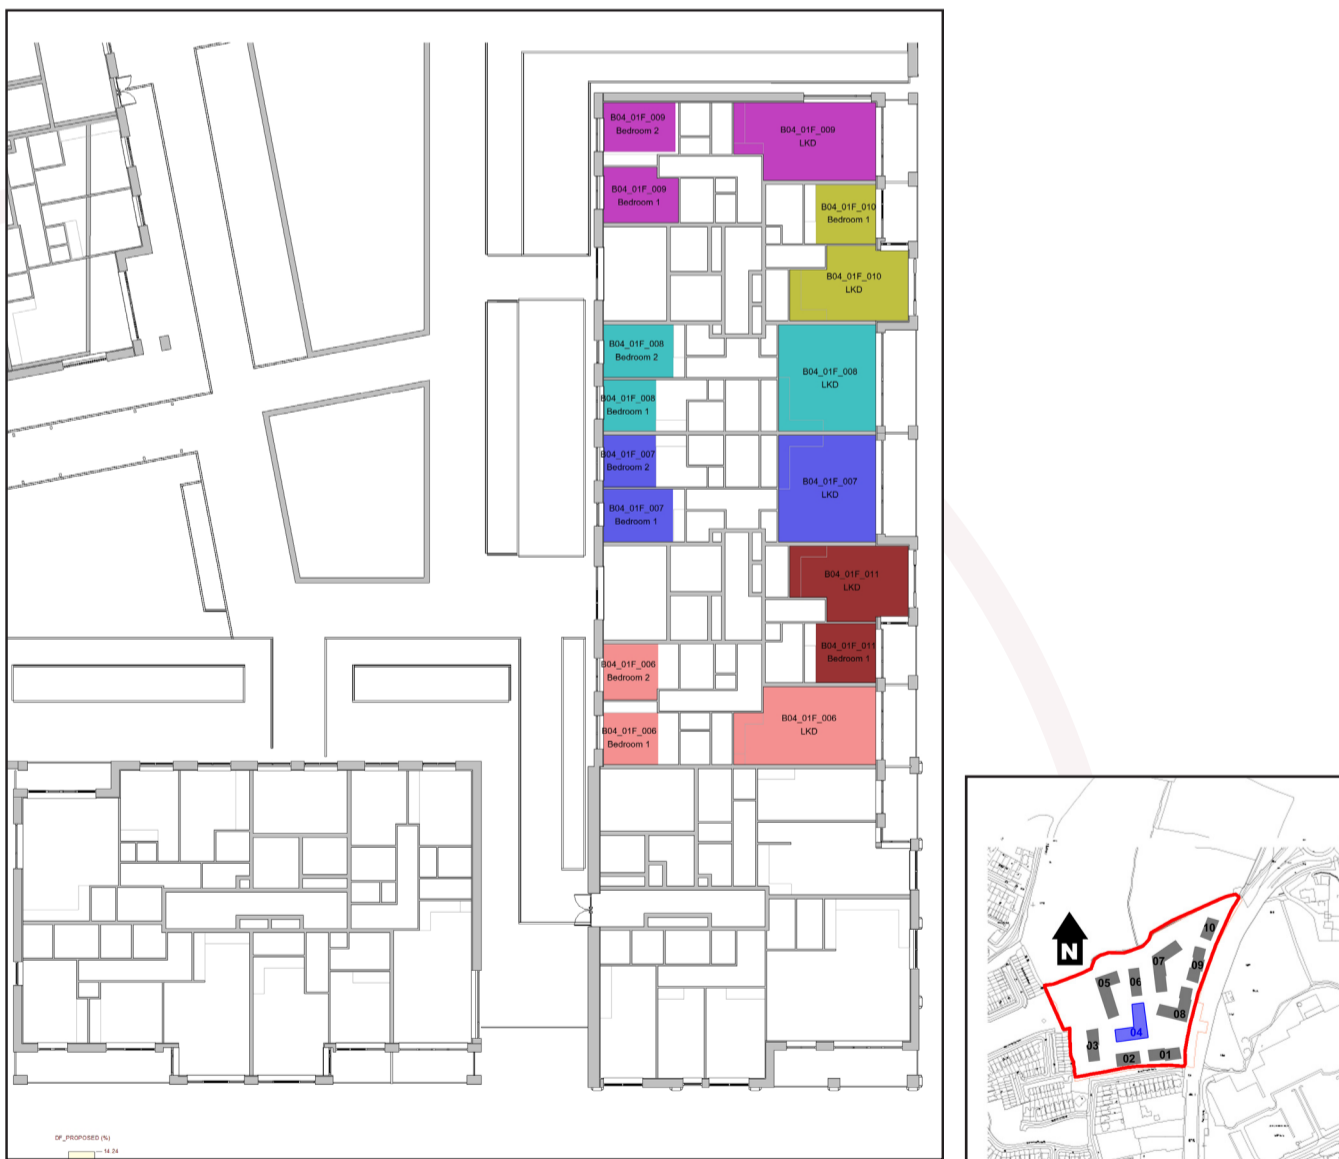 B04_01F_009
Bedroom 2
B04_01F_009
LKD
B04_01F_009
Bedroom 1
B04_01F_010
Bedroom 1
B04_01F_010
LKD
B04_01F_008
Bedroom 2
B04_01F_008
LKD
B04_01F_008
Bedroom 1
B04_01F_007
Bedroom 2
B04_01F_007
LKD
B04_01F_007
Bedroom 1
B04_01F_011
LKD
B04_01F_011
Bedroom 1
B04_01F_006
Bedroom 2
B04_01F_006
LKD
B04_01F_006
Bedroom 1
DF_PROPOSED (%)
14.24
N
10
07
09
05
06
08
04
03
02
01